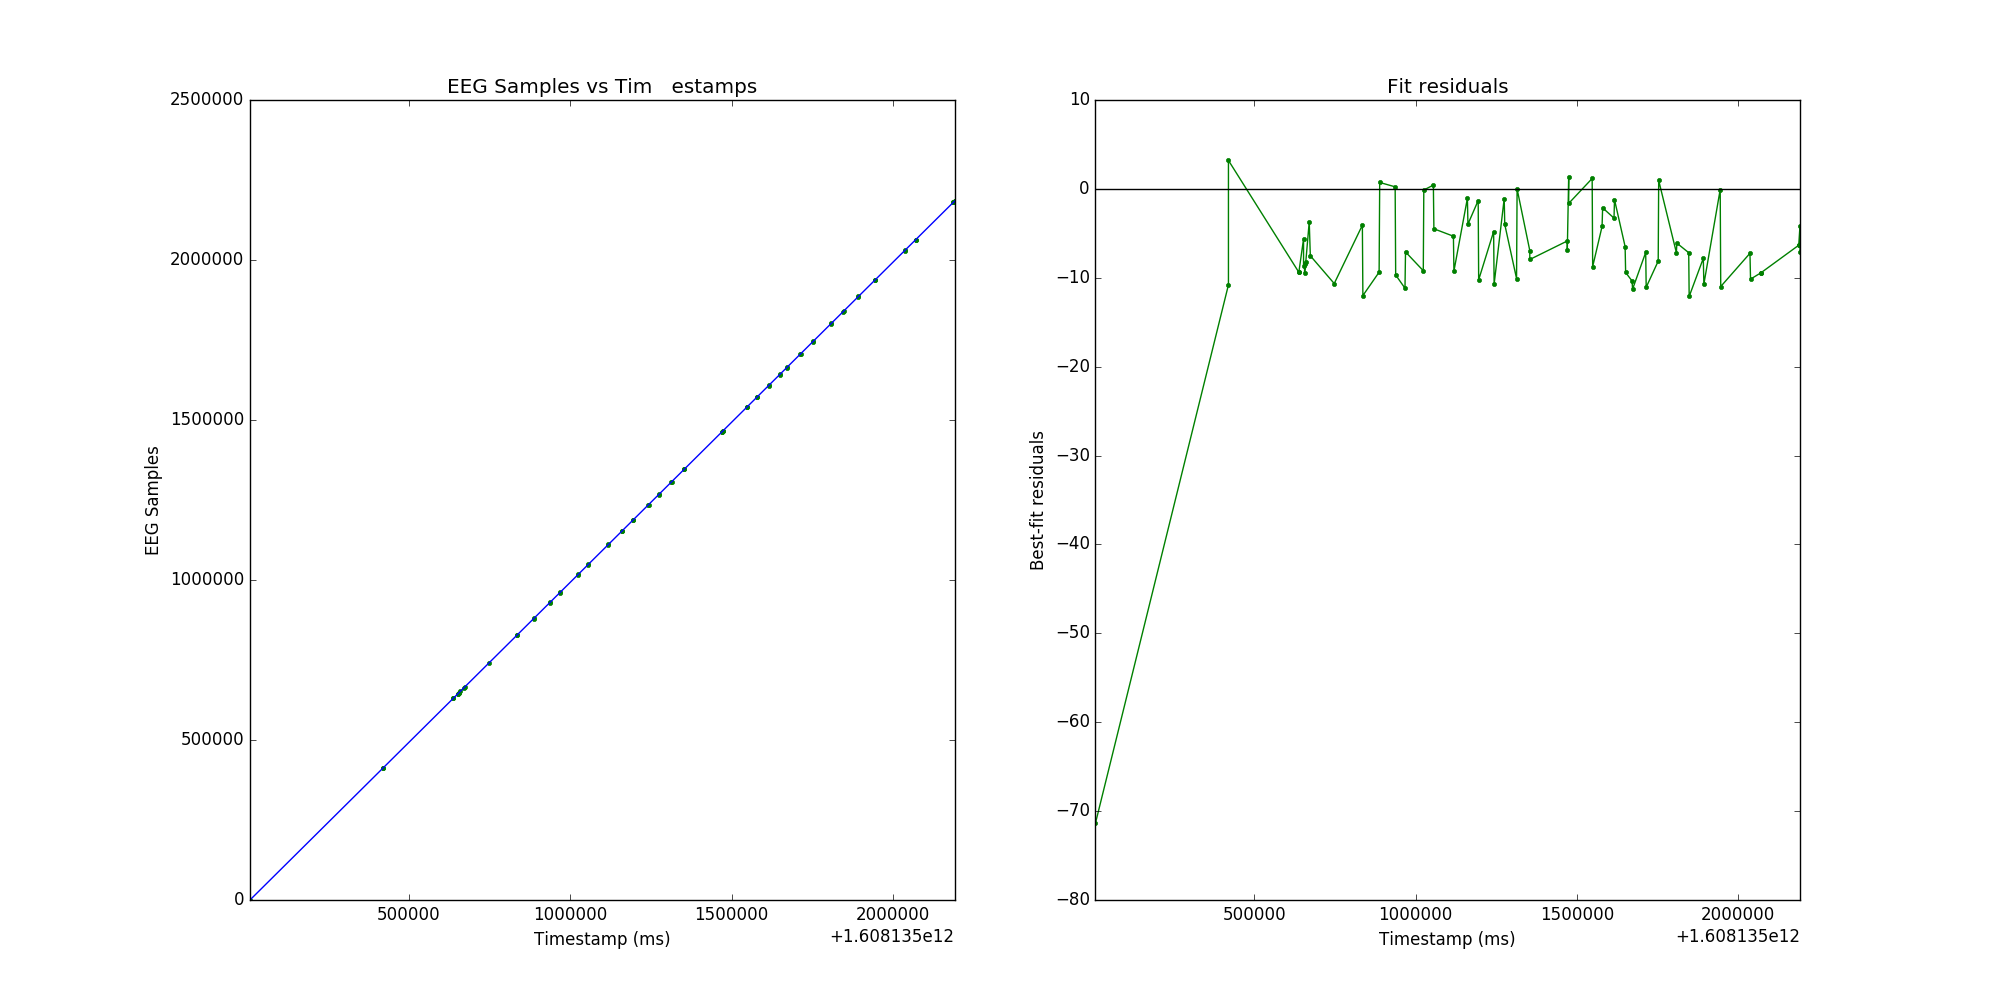 EEG Samples vs Tim   estamps
2500000
2000000
1500000
1000000
500000
0
EEG Samples
500000 1000000 1500000 2000000
Timestamp (ms) +1.608135e12
Fit residuals
10
0
−10
−20
−30
−40
−50
−60
−70
−80
Best-fit residuals
500000 1000000 1500000 2000000
Timestamp (ms) +1.608135e12